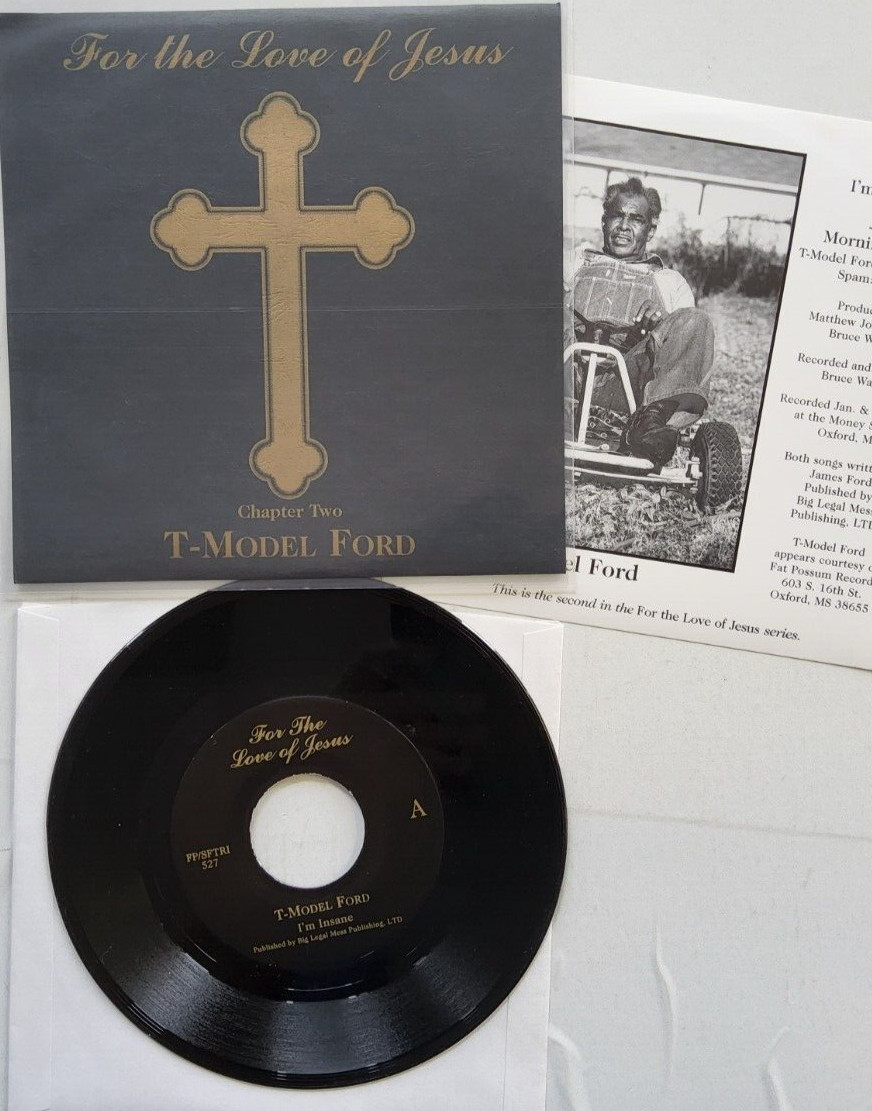 For the Love of Jesus
Chapter Two
T-MODEL FORD
I'm
T-Model For
Spam
Produ
Matthew Jo
Bruce W
Recorded and
Bruce Wa
Recorded Jan. &
at the Money S
Oxford, M
Both songs writt
James Ford
Published by
Big Legal Mess
Publishing, LTD
T-Model Ford
appears courtesy o
Fat Possum Record
603 S. 16th St.
Oxford, MS 38655
el Ford
This is the second in the For the Love of Jesus series.
For The
Love of Jesus
A
FP/SFTRI
527
T-MODEL FORD
I'm Insane
Published by Big Legal Mess Publishing, LTD